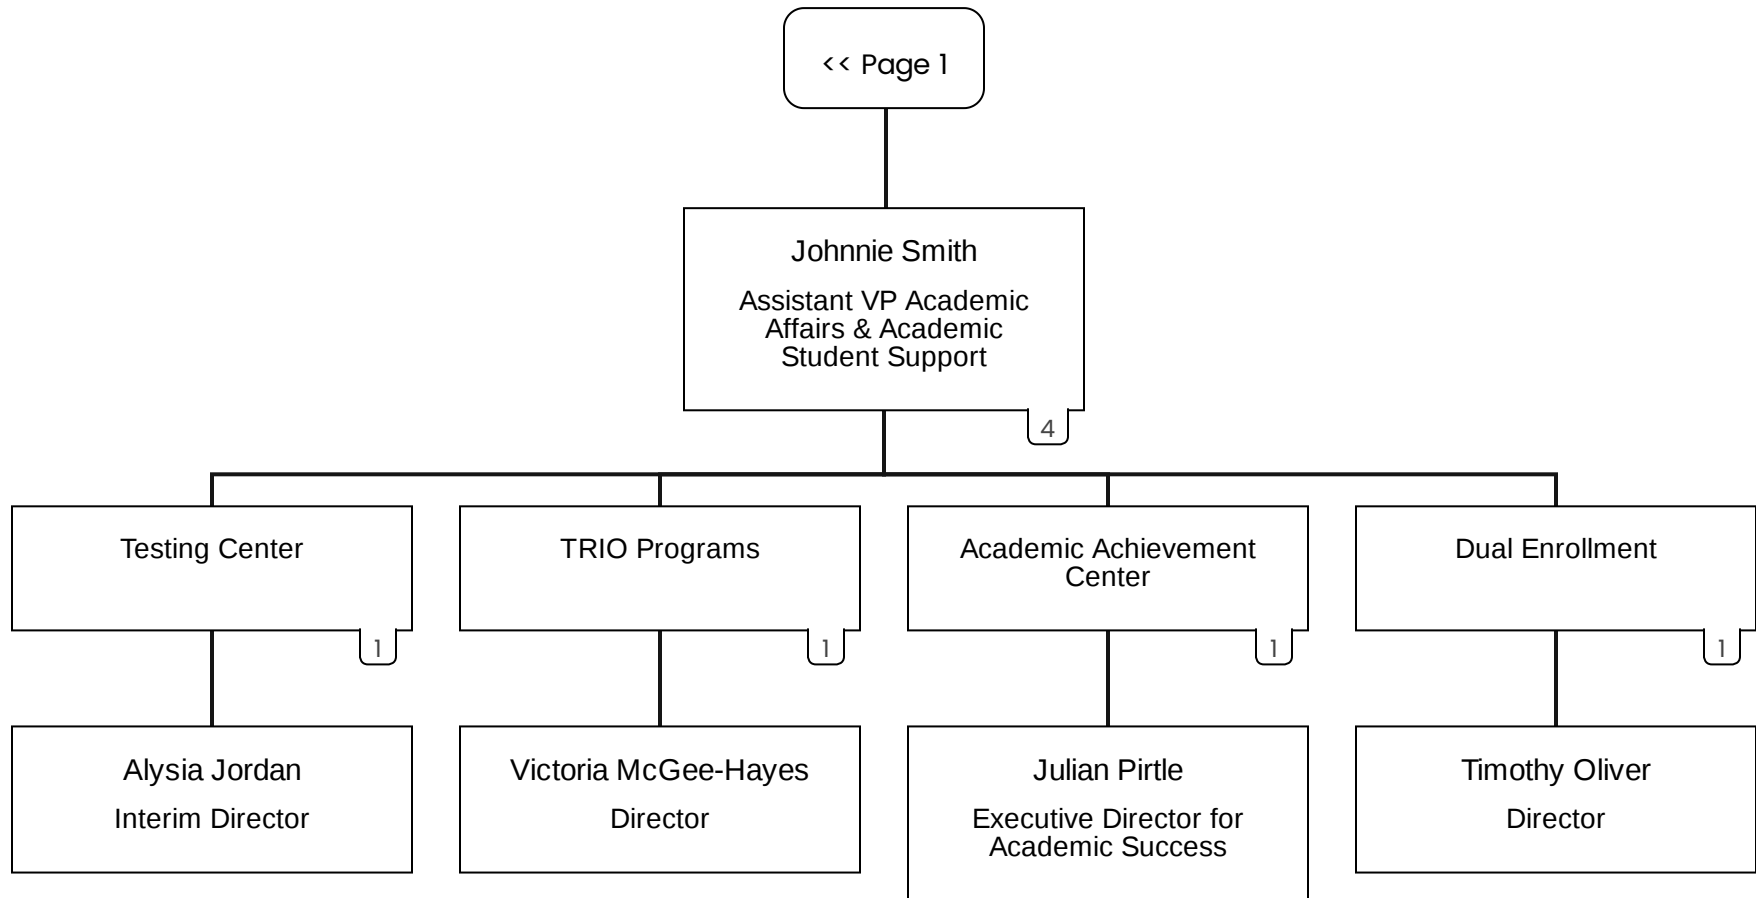 << Page 1
Johnnie Smith
Assistant VP Academic
Affairs & Academic
Student Support
4
Testing Center
1
TRIO Programs
1
Academic Achievement
Center
1
Dual Enrollment
1
Alysia Jordan
Interim Director
Victoria McGee-Hayes
Director
Julian Pirtle
Executive Director for
Academic Success
Timothy Oliver
Director